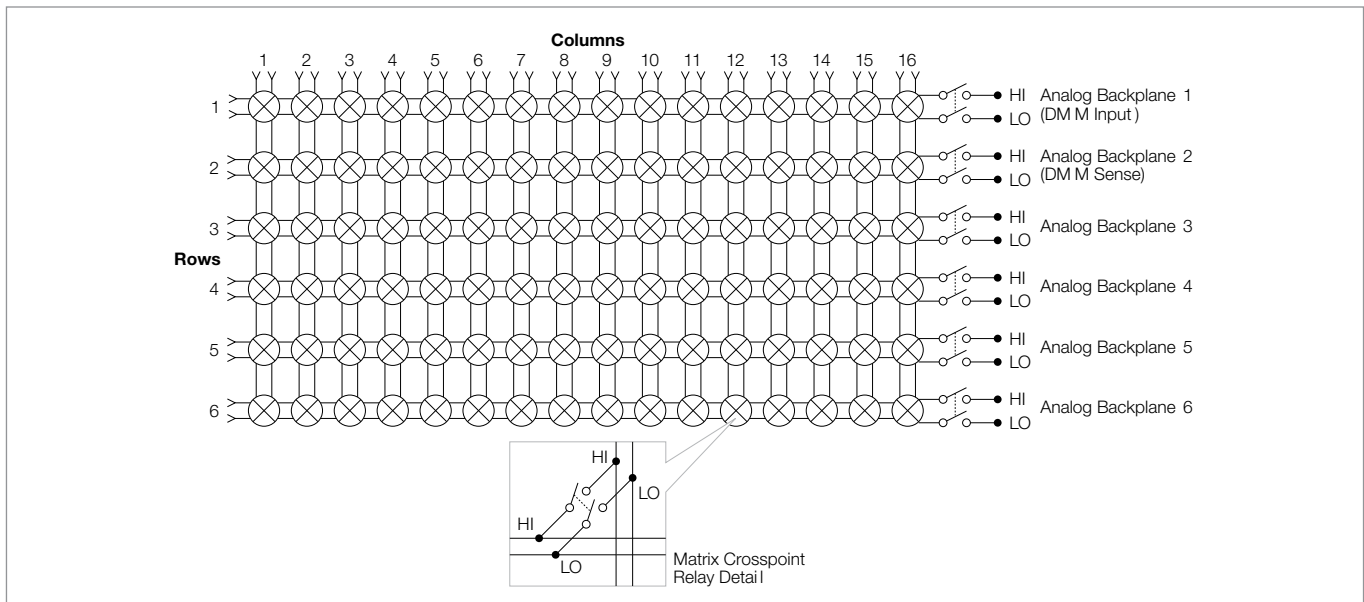 Columns
1 2 3 4 5 6 7 8 9 10 11 12 13 14 15 16
1
HI Analog Backplane 1
LO (DM M Input )
2
HI Analog Backplane 2
LO (DM M Sense)
3
HI
Analog Backplane 3
LO
Rows
4
HI
Analog Backplane 4
LO
5
HI
Analog Backplane 5
LO
6
HI
Analog Backplane 6
LO
HI
LO
HI
LO
Matrix Crosspoint
Relay Detail